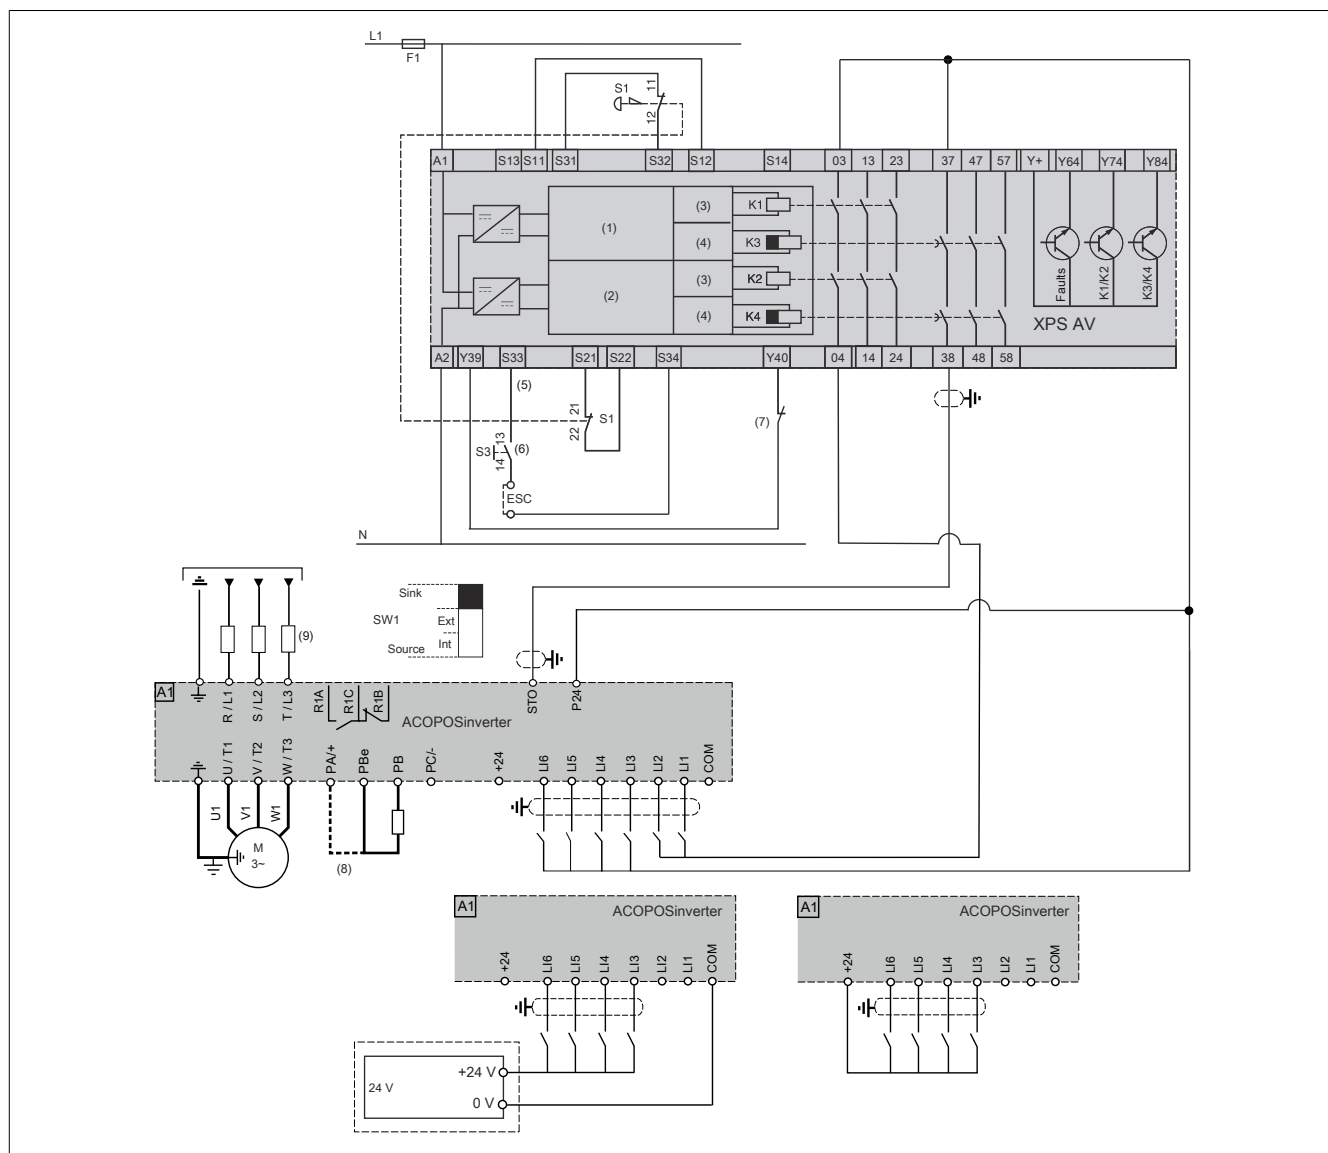 L1
F1
S1
11
12
A1 S13 S11 S31 S32 S12 S14 03 13 23 37 47 57 Y+ Y64 Y74 Y84
(1)
(3)
K1
(4)
K3
(2)
(3)
K2
(4)
K4
Faults
K1/K2
K3/K4
XPS AV
A2 Y39 S33 S21 S22 S34 Y40 04 14 24 38 48 58
(5)
21
22
S1
(7)
S3
13
14
(6)
ESC
N
Sink
SW1
Ext
Int
Source
(9)
A1
R / L1
S / L2
T / L3
R1A
R1C
R1B
ACOPOSinverter
STO
P24
U / T1
V / T2
W / T3
PA/+
PBe
PB
PC/-
+24
LI6
LI5
LI4
LI3
LI2
LI1
COM
U1
V1
W1
M
3~
(8)
A1
ACOPOSinverter
+24
LI6
LI5
LI4
LI3
LI2
LI1
COM
24 V
+24 V
0 V
A1
ACOPOSinverter
+24
LI6
LI5
LI4
LI3
LI2
LI1
COM